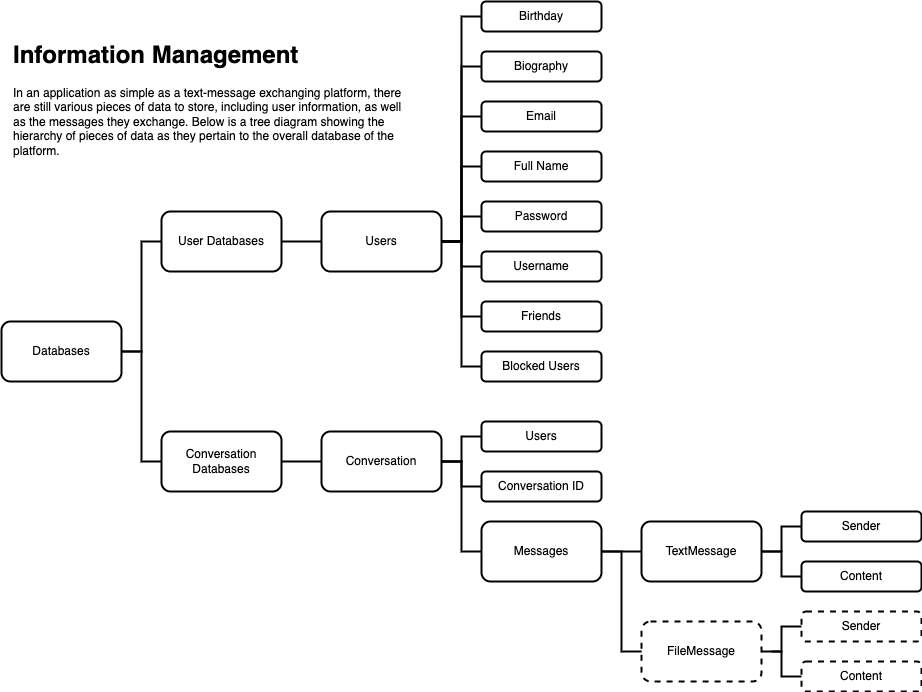 Information Management
In an application as simple as a text-message exchanging platform, there
are still various pieces of data to store, including user information, as well
as the messages they exchange. Below is a tree diagram showing the
hierarchy of pieces of data as they pertain to the overall database of the
platform.
Databases
User Databases
Users
Birthday
Biography
Email
Full Name
Password
Username
Friends
Blocked Users
Conversation
Databases
Conversation
Users
Conversation ID
Messages
TextMessage
Sender
Content
FileMessage
Sender
Content